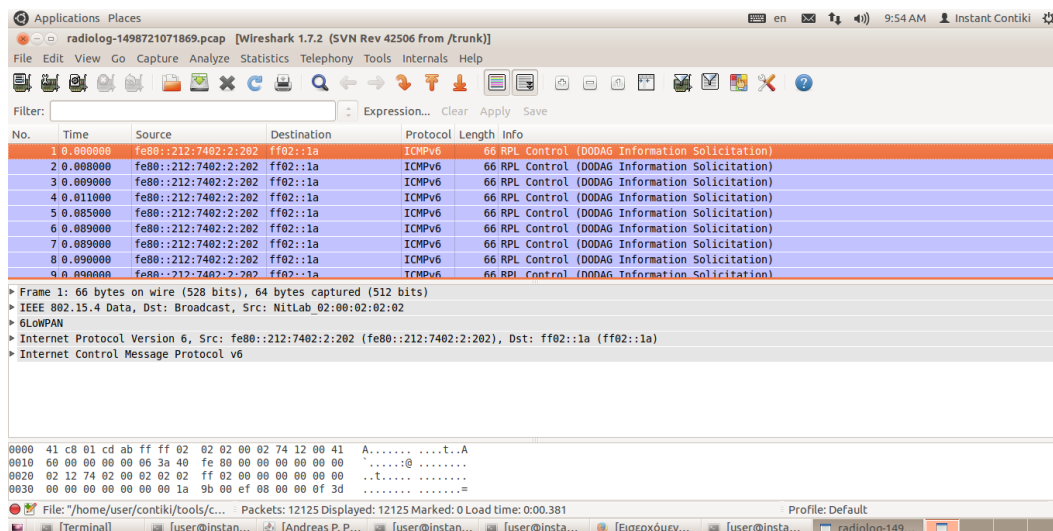 Applications Places en 9:54 AM Instant Contiki
radiolog-1498721071869.pcap [Wireshark 1.7.2 (SVN Rev 42506 from /trunk)]
File Edit View Go Capture Analyze Statistics Telephony Tools Internals Help
Filter: Expression... Clear Apply Save
No. Time Source Destination Protocol Length Info
1 0.000000 fe80::212:7402:2:202 ff02::1a ICMPv6 66 RPL Control (DODAG Information Solicitation)
2 0.008000 fe80::212:7402:2:202 ff02::1a ICMPv6 66 RPL Control (DODAG Information Solicitation)
3 0.009000 fe80::212:7402:2:202 ff02::1a ICMPv6 66 RPL Control (DODAG Information Solicitation)
4 0.011000 fe80::212:7402:2:202 ff02::1a ICMPv6 66 RPL Control (DODAG Information Solicitation)
5 0.085000 fe80::212:7402:2:202 ff02::1a ICMPv6 66 RPL Control (DODAG Information Solicitation)
6 0.089000 fe80::212:7402:2:202 ff02::1a ICMPv6 66 RPL Control (DODAG Information Solicitation)
7 0.089000 fe80::212:7402:2:202 ff02::1a ICMPv6 66 RPL Control (DODAG Information Solicitation)
8 0.090000 fe80::212:7402:2:202 ff02::1a ICMPv6 66 RPL Control (DODAG Information Solicitation)
9 0.090000 fe80::212:7402:2:202 ff02::1a ICMPv6 66 RPL Control (DODAG Information Solicitation)
Frame 1: 66 bytes on wire (528 bits), 64 bytes captured (512 bits)
IEEE 802.15.4 Data, Dst: Broadcast, Src: NitLab_02:00:02:02:02
6LoWPAN
Internet Protocol Version 6, Src: fe80::212:7402:2:202 (fe80::212:7402:2:202), Dst: ff02::1a (ff02::1a)
Internet Control Message Protocol v6
0000 41 c8 01 cd ab ff ff 02 02 02 00 02 74 12 00 41 A....... ....t..A
0010 60 00 00 00 00 06 3a 40 fe 80 00 00 00 00 00 00 `.....:@ ........
0020 02 12 74 02 00 02 02 02 ff 02 00 00 00 00 00 00 ..t..... ........
0030 00 00 00 00 00 00 00 1a 9b 00 ef 08 00 00 0f 3d ........ .......=
File: "/home/user/contiki/tools/c... Packets: 12125 Displayed: 12125 Marked: 0 Load time: 0:00.381 Profile: Default
[Terminal] [user@instan... [Andreas P. P... [user@instan... [user@insta... [Εισερχόμεν... [user@insta... radiolog-149...